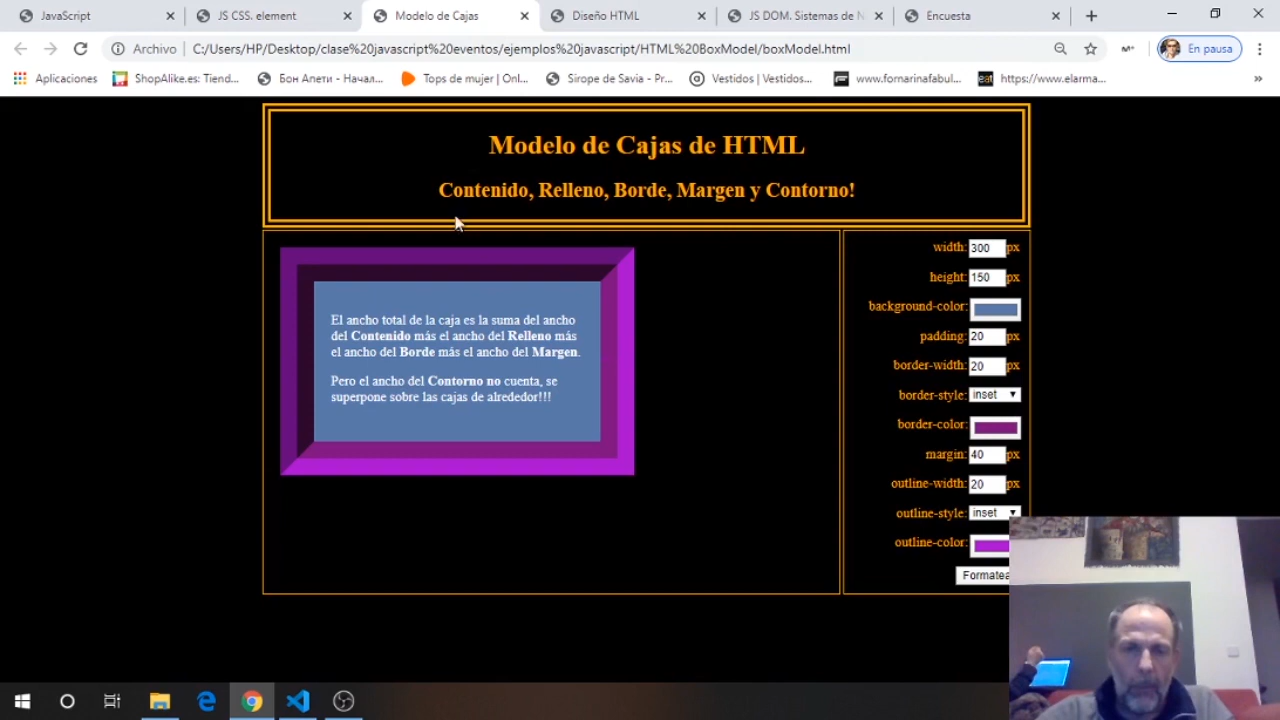 JavaScript
JS CSS. element
Modelo de Cajas
Diseño HTML
JS DOM. Sistemas de N
Encuesta
Archivo
C:/Users/HP/Desktop/clase%20javascript%20eventos/ejemplos%20javascript/HTML%20BoxModel/boxModel.html
En pausa
Aplicaciones
ShopAlike.es: Tiend...
Бон Апети - Начал...
Tops de mujer | Onl...
Sirope de Savia - Pr...
Vestidos | Vestidos...
www.fornarinafabul...
https://www.elarma...
Modelo de Cajas de HTML
Contenido, Relleno, Borde, Margen y Contorno!
El ancho total de la caja es la suma del ancho
del Contenido más el ancho del Relleno más
el ancho del Borde más el ancho del Margen.
Pero el ancho del Contorno no cuenta, se
superpone sobre las cajas de alrededor!!!
width: 300 px
height: 150 px
background-color:
padding: 20 px
border-width: 20 px
border-style: inset
border-color:
margin: 40 px
outline-width: 20 px
outline-style: inset
outline-color:
Formatea